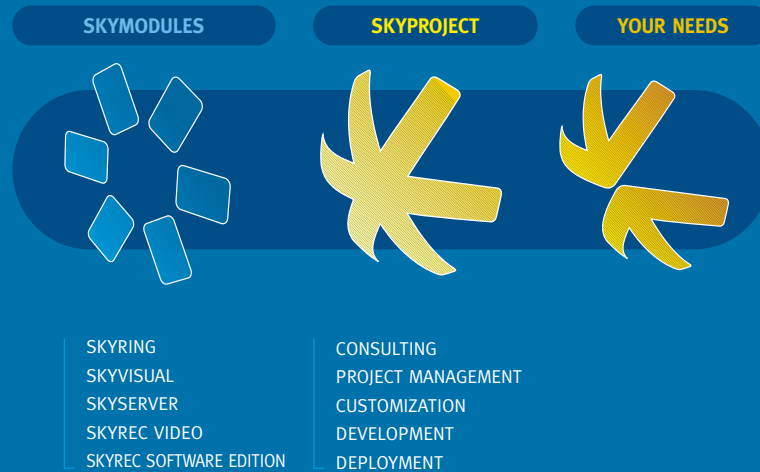 SKYMODULES
SKYPROJECT
YOUR NEEDS
SKYRING
SKYVISUAL
SKYSERVER
SKYREC VIDEO
SKYREC SOFTWARE EDITION
CONSULTING
PROJECT MANAGEMENT
CUSTOMIZATION
DEVELOPMENT
DEPLOYMENT